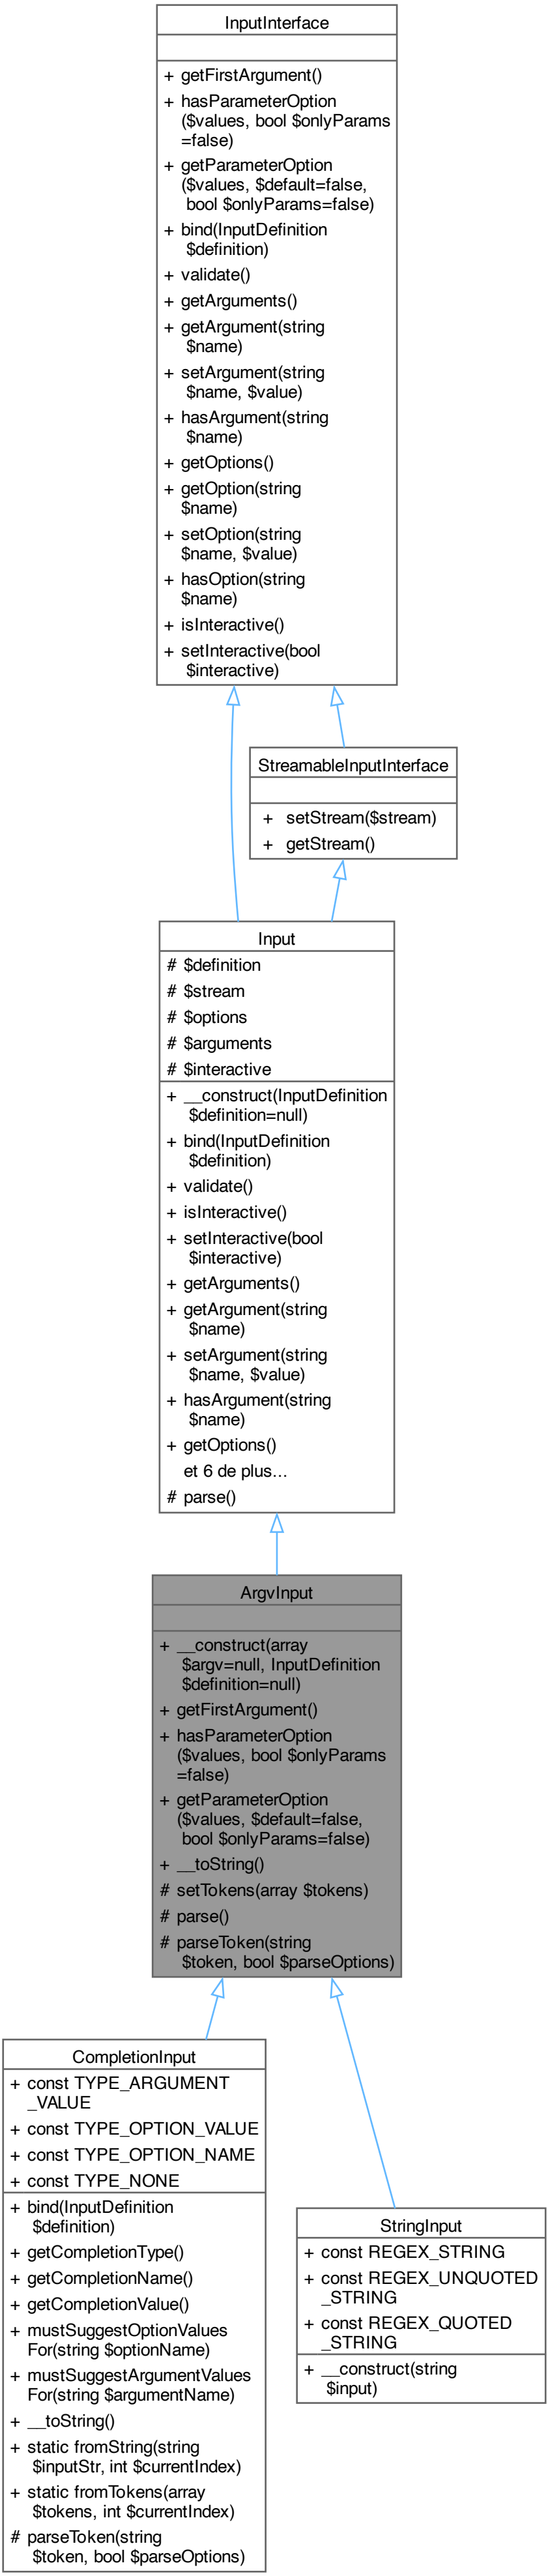 InputInterface
+ getFirstArgument()
+ hasParameterOption
($values, bool $onlyParams
=false)
+ getParameterOption
($values, $default=false,
bool $onlyParams=false)
+ bind(InputDefinition
$definition)
+ validate()
+ getArguments()
+ getArgument(string
$name)
+ setArgument(string
$name, $value)
+ hasArgument(string
$name)
+ getOptions()
+ getOption(string
$name)
+ setOption(string
$name, $value)
+ hasOption(string
$name)
+ isInteractive()
+ setInteractive(bool
$interactive)
StreamableInputInterface
+ setStream($stream)
+ getStream()
Input
# $definition
# $stream
# $options
# $arguments
# $interactive
+ __construct(InputDefinition
$definition=null)
+ bind(InputDefinition
$definition)
+ validate()
+ isInteractive()
+ setInteractive(bool
$interactive)
+ getArguments()
+ getArgument(string
$name)
+ setArgument(string
$name, $value)
+ hasArgument(string
$name)
+ getOptions()
et 6 de plus...
# parse()
ArgvInput
+ __construct(array
$argv=null, InputDefinition
$definition=null)
+ getFirstArgument()
+ hasParameterOption
($values, bool $onlyParams
=false)
+ getParameterOption
($values, $default=false,
bool $onlyParams=false)
+ __toString()
# setTokens(array $tokens)
# parse()
# parseToken(string
$token, bool $parseOptions)
CompletionInput
+ const TYPE_ARGUMENT
_VALUE
+ const TYPE_OPTION_VALUE
+ const TYPE_OPTION_NAME
+ const TYPE_NONE
+ bind(InputDefinition
$definition)
+ getCompletionType()
+ getCompletionName()
+ getCompletionValue()
+ mustSuggestOptionValues
For(string $optionName)
+ mustSuggestArgumentValues
For(string $argumentName)
+ __toString()
+ static fromString(string
$inputStr, int $currentIndex)
+ static fromTokens(array
$tokens, int $currentIndex)
# parseToken(string
$token, bool $parseOptions)
StringInput
+ const REGEX_STRING
+ const REGEX_UNQUOTED
_STRING
+ const REGEX_QUOTED
_STRING
+ __construct(string
$input)